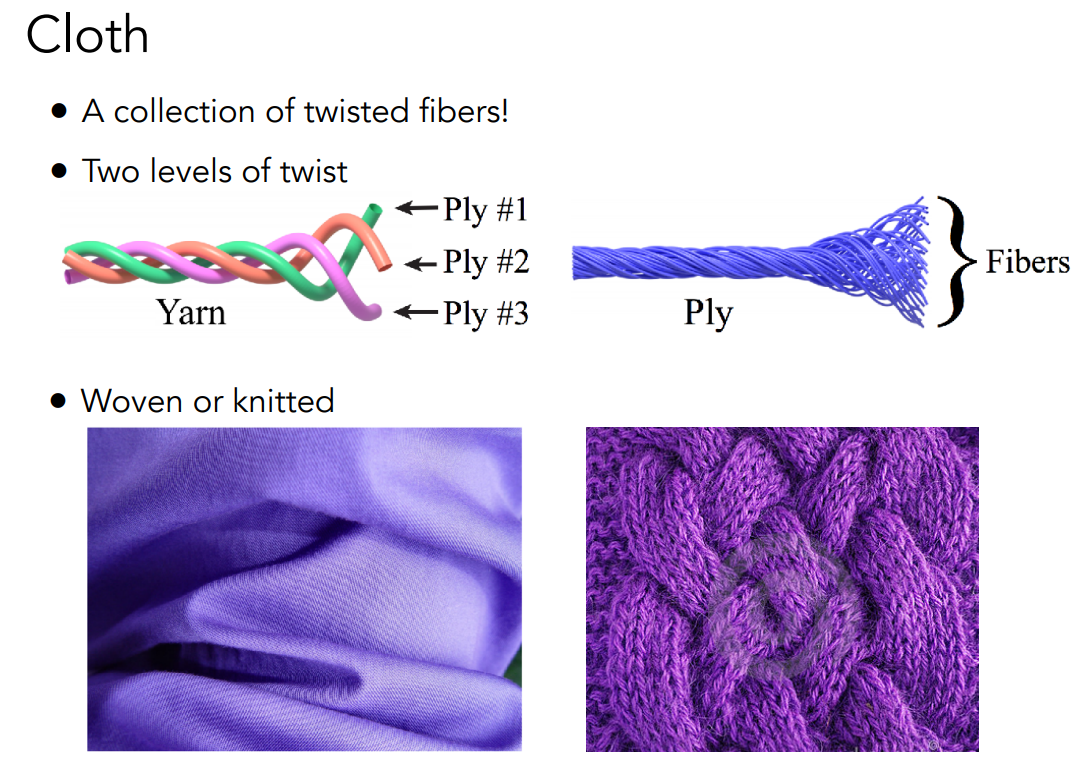 Cloth
● A collection of twisted fibers!
● Two levels of twist
Ply #1
Ply #2
Ply #3
Yarn
Ply
Fibers
● Woven or knitted